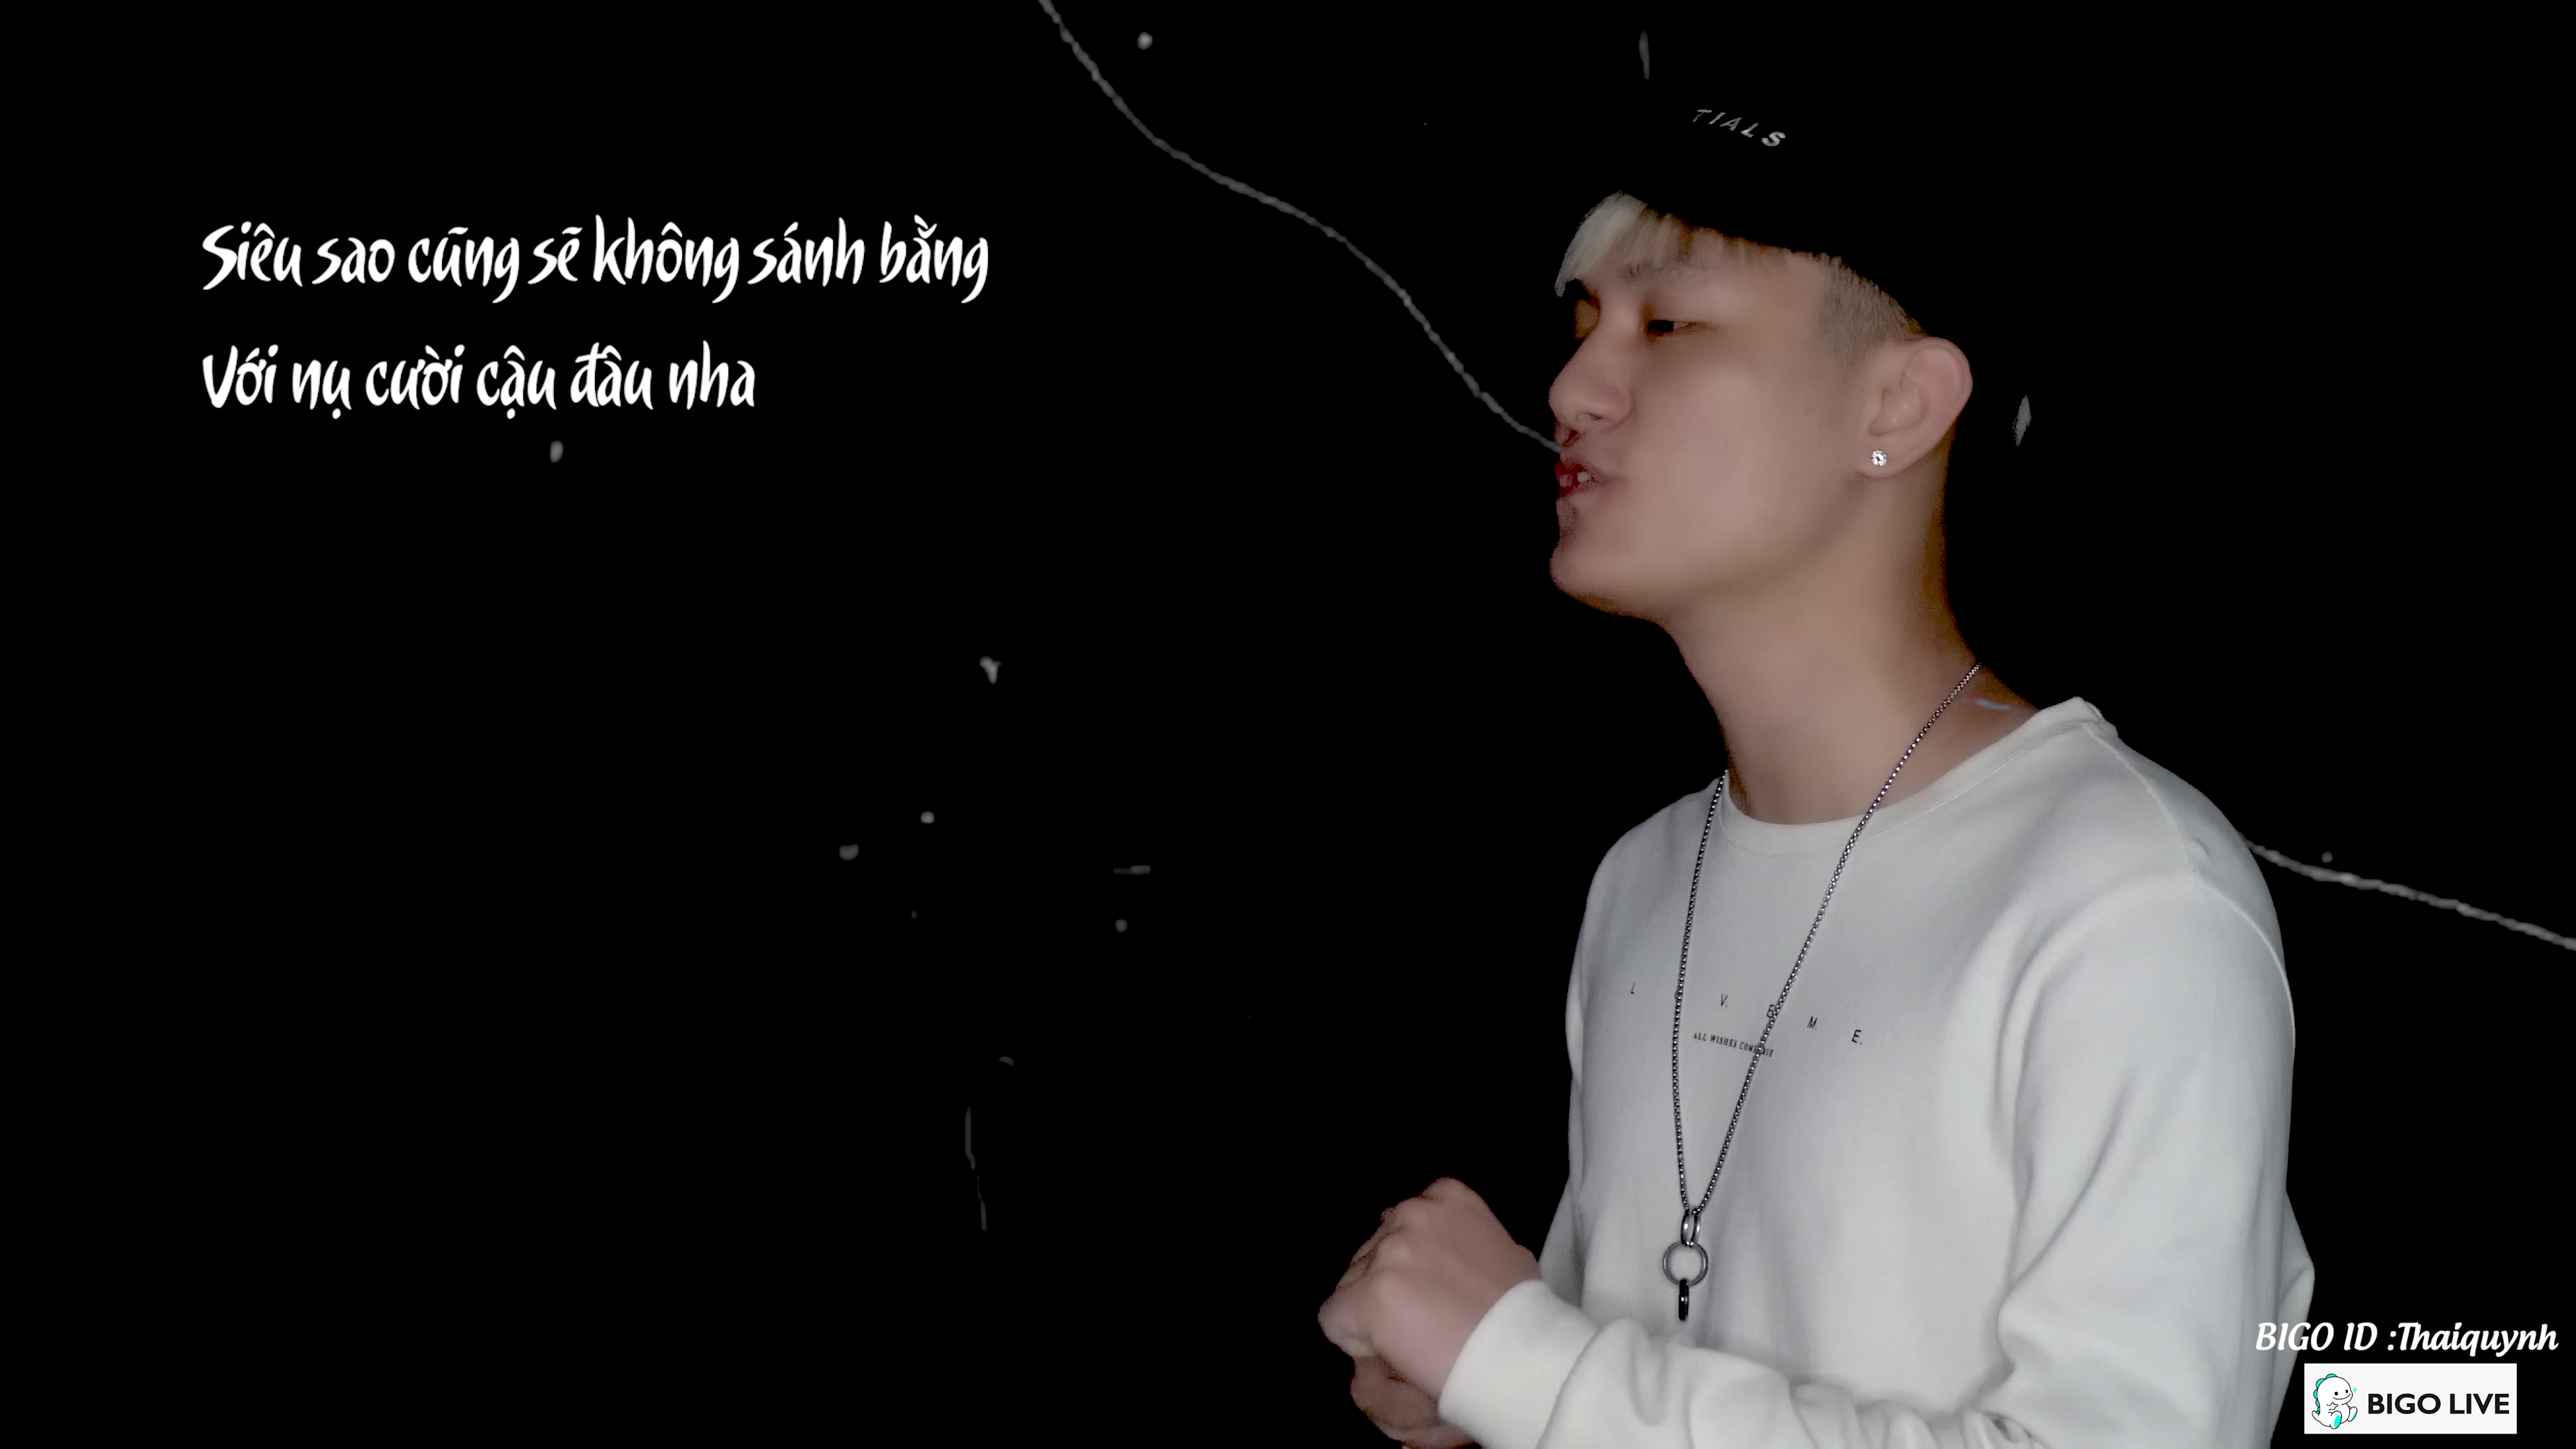 TIALS
Siêu sao cũng sẽ không sánh bằng
Với nụ cười cậu đâu nha
L V. E M. E.
ALL WISHES
BIGO ID :Thaiquynh
BIGO LIVE